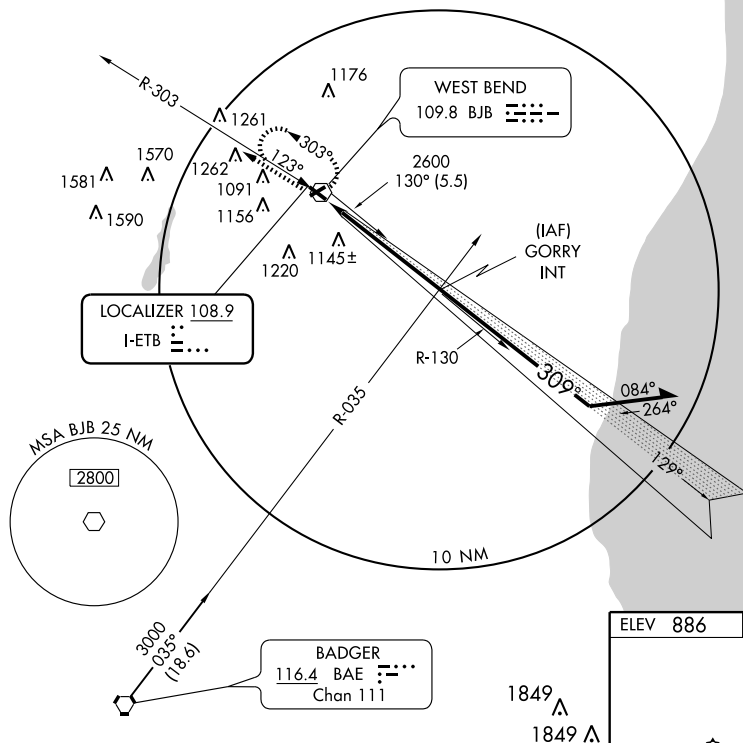 R-303
1176
1261
WEST BEND
109.8 BJB
303°
123°
1262
1570
1581
1091
1590
1156
2600
130° (5.5)
(IAF)
GORRY
INT
1220
1145±
LOCALIZER 108.9
I-ETB
R-130
R-035
309°
084°
264°
129°
MSA BJB 25 NM
2800
10 NM
3000
035°
(18.6)
BADGER
116.4 BAE
Chan 111
ELEV 886
1849
1849